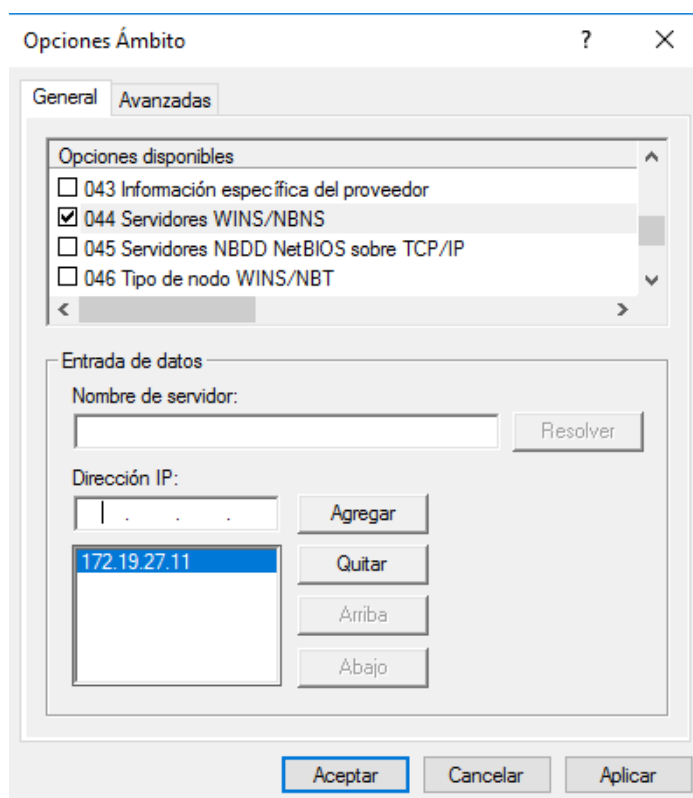 Opciones Ámbito ?
General Avanzadas
Opciones disponibles
043 Información específica del proveedor
044 Servidores WINS/NBNS
045 Servidores NBDD NetBIOS sobre TCP/IP
046 Tipo de nodo WINS/NBT
Entrada de datos
Nombre de servidor:
Resolver
Dirección IP:
. . . Agregar
172.19.27.11 Quitar
Arriba
Abajo
Aceptar Cancelar Aplicar